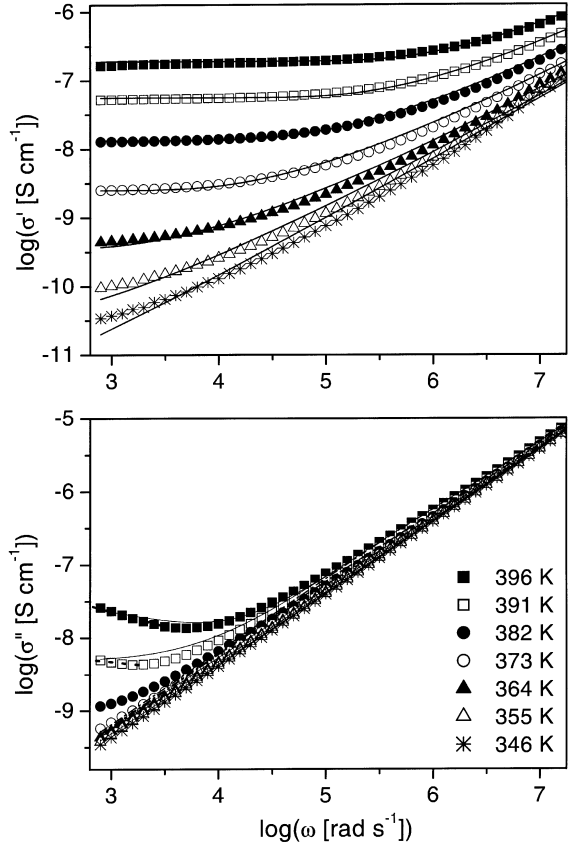 -6
-7
-8
-9
-10
-11
log(σ' [S cm⁻¹])
3 4 5 6 7
-5
-6
-7
-8
-9
log(σ" [S cm⁻¹])
396 K
391 K
382 K
373 K
364 K
355 K
346 K
3 4 5 6 7
log(ω [rad s⁻¹])